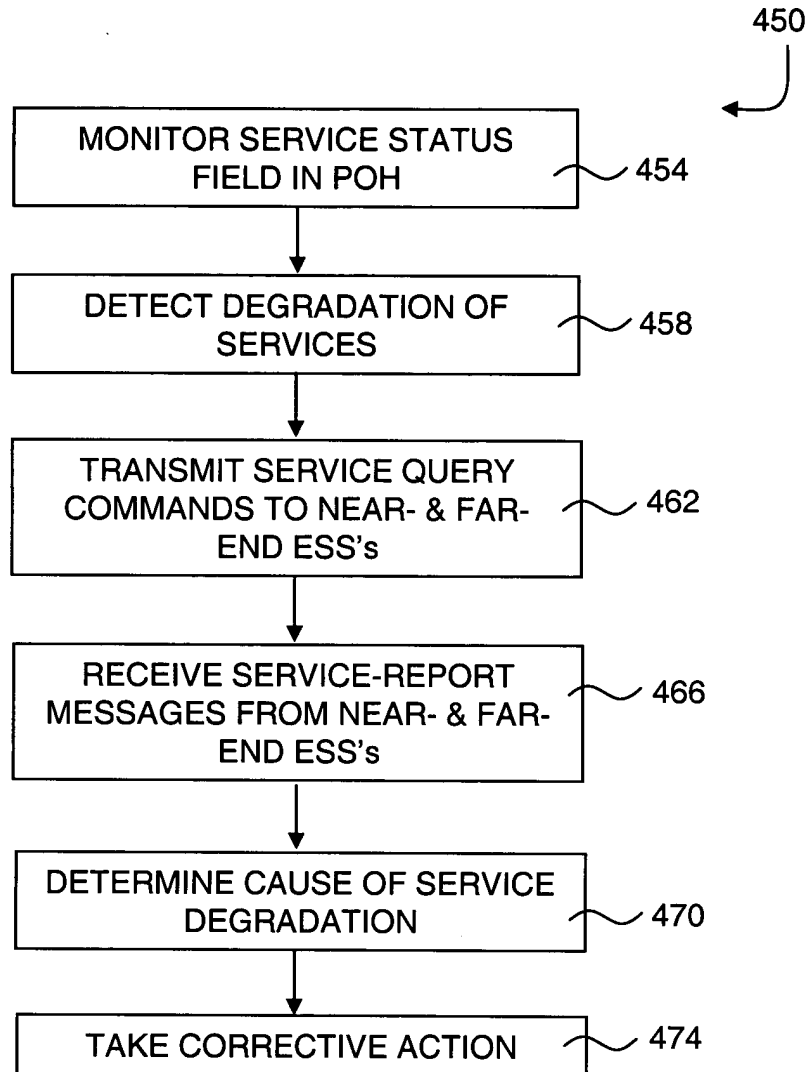 450
MONITOR SERVICE STATUS
FIELD IN POH
454
DETECT DEGRADATION OF
SERVICES
458
TRANSMIT SERVICE QUERY
COMMANDS TO NEAR- & FAR-
END ESS's
462
RECEIVE SERVICE-REPORT
MESSAGES FROM NEAR- & FAR-
END ESS's
466
DETERMINE CAUSE OF SERVICE
DEGRADATION
470
TAKE CORRECTIVE ACTION
474